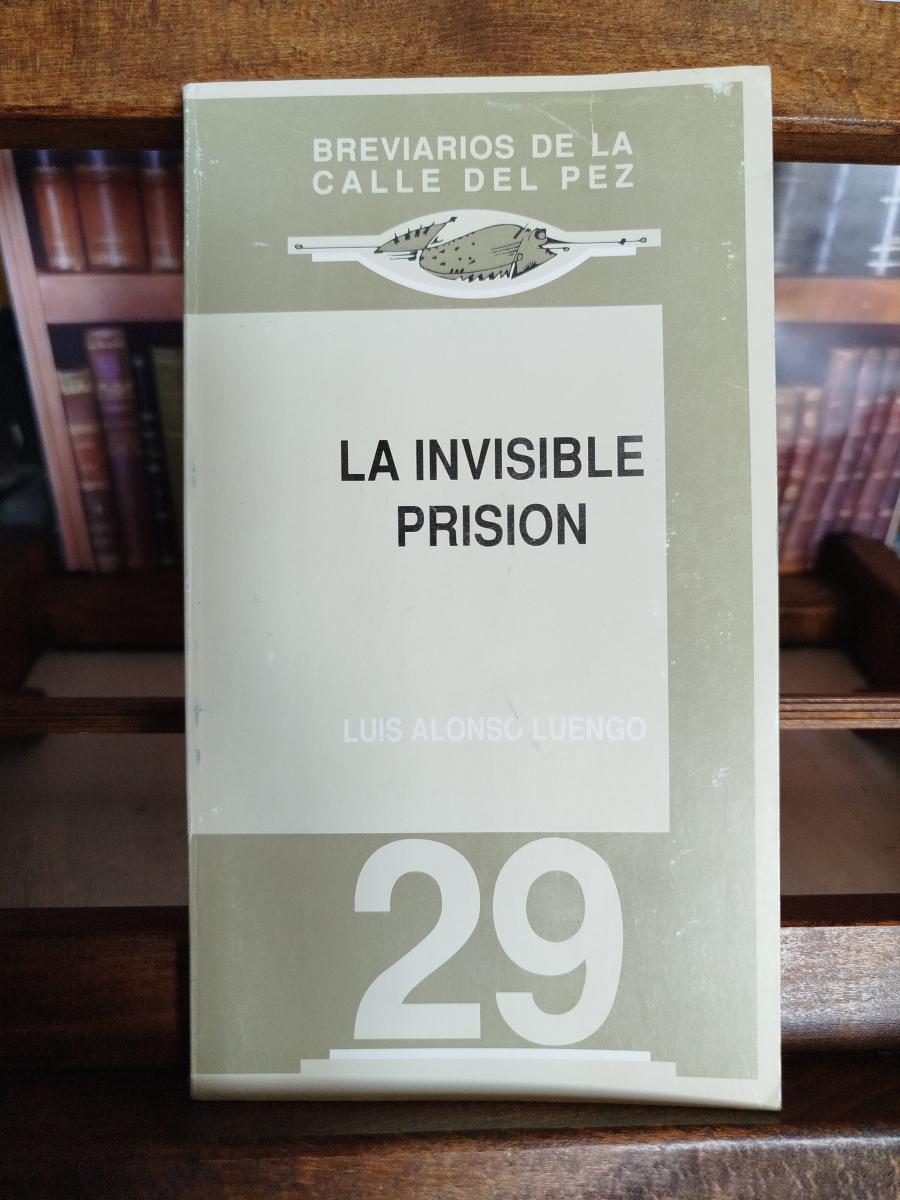 BREVIARIOS DE LA
CALLE DEL PEZ
LA INVISIBLE
PRISION
LUIS ALONSO LUENGO
29